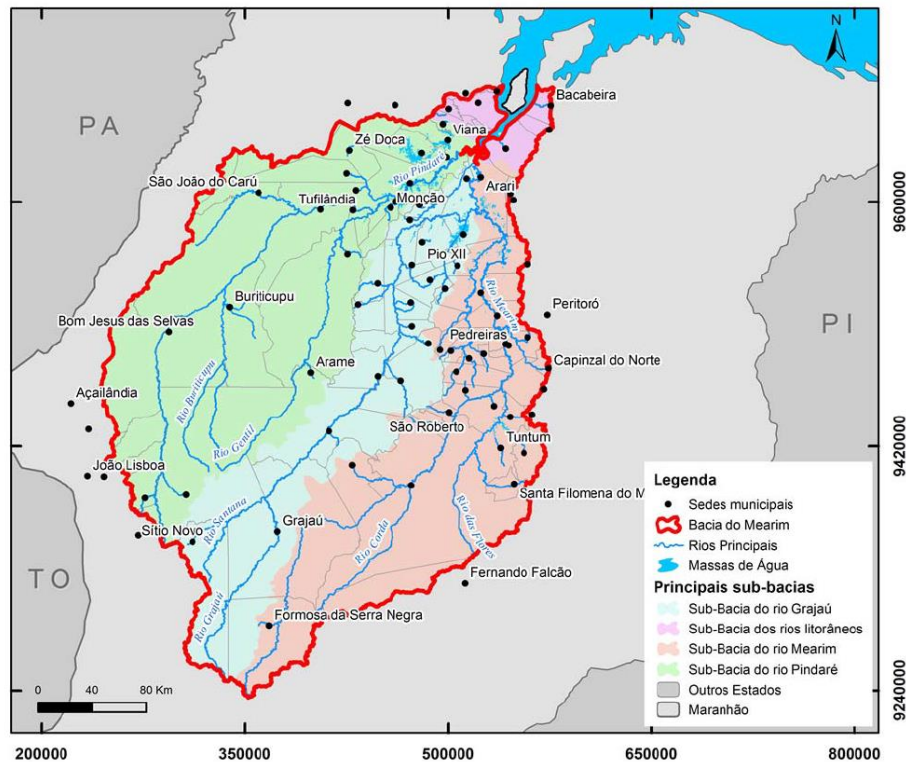 N
Bacabeira
PA
Viana
Zé Doca
Rio Pindaré
São João do Carú
Arari
Tufilândia
Monção
9600000
Pio XII
Buriticupu
Rio Mearim
Peritoró
PI
Bom Jesus das Selvas
Pedreiras
Capinzal do Norte
Arame
Açailândia
Rio Buriticupu
São Roberto
9420000
Rio Gentil
Tuntum
João Lisboa
Santa Filomena do M
Sítio Novo
Rio Santana
Grajaú
Rio Corda
Rio das Flores
TO
Fernando Falcão
Rio Grajaú
Formosa da Serra Negra
Legenda
Sedes municipais
Bacia do Mearim
Rios Principais
Massas de Água
Principais sub-bacias
Sub-Bacia do rio Grajaú
Sub-Bacia dos rios litorâneos
Sub-Bacia do rio Mearim
Sub-Bacia do rio Pindaré
Outros Estados
Maranhão
0 40 80 Km
9240000
200000 350000 500000 650000 800000